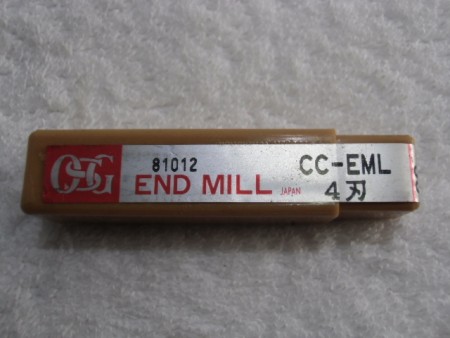 OSG
81012
END MILL
JAPAN
CC-EML
4刃